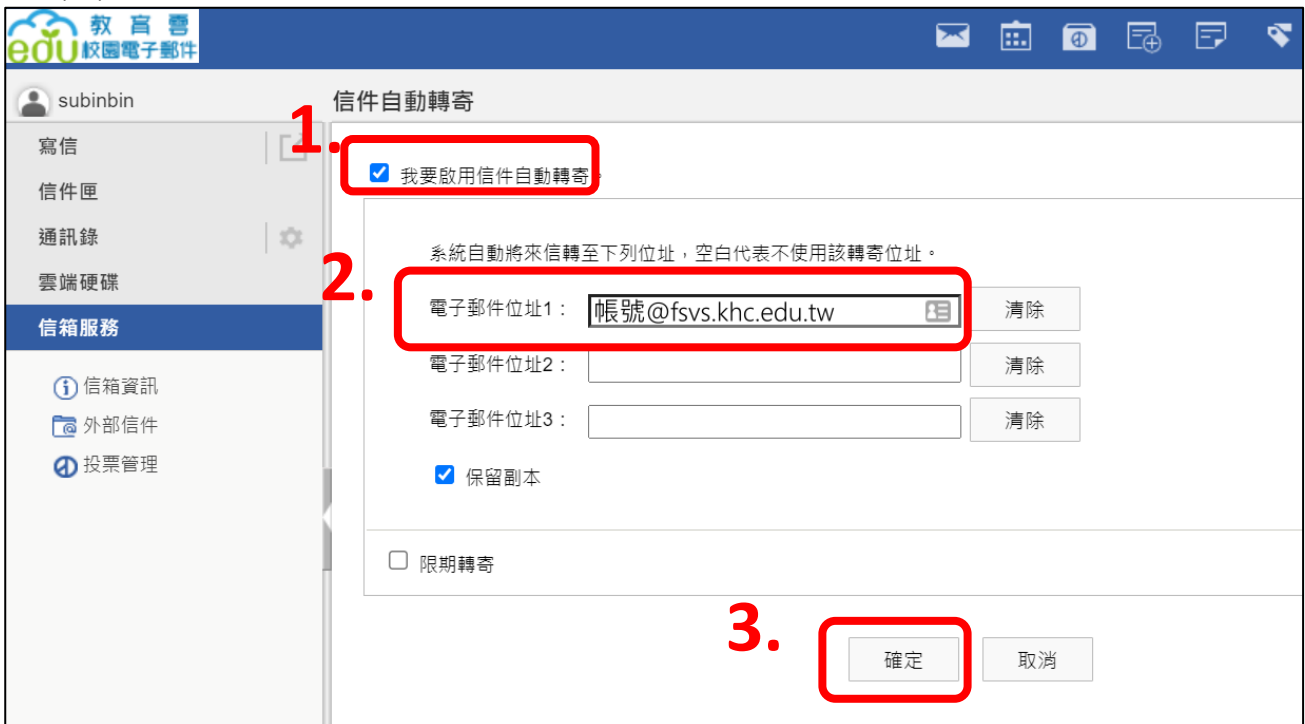 教育雲
edu校園電子郵件
subinbin
信件自動轉寄
寫信
信件匣
通訊錄
雲端硬碟
信箱服務
信箱資訊
外部信件
投票管理
1.
我要啟用信件自動轉寄。
系統自動將來信轉至下列位址，空白代表不使用該轉寄位址。
2.
電子郵件位址1： 帳號@fsvs.khc.edu.tw 清除
電子郵件位址2： 清除
電子郵件位址3： 清除
保留副本
限期轉寄
3.
確定 取消